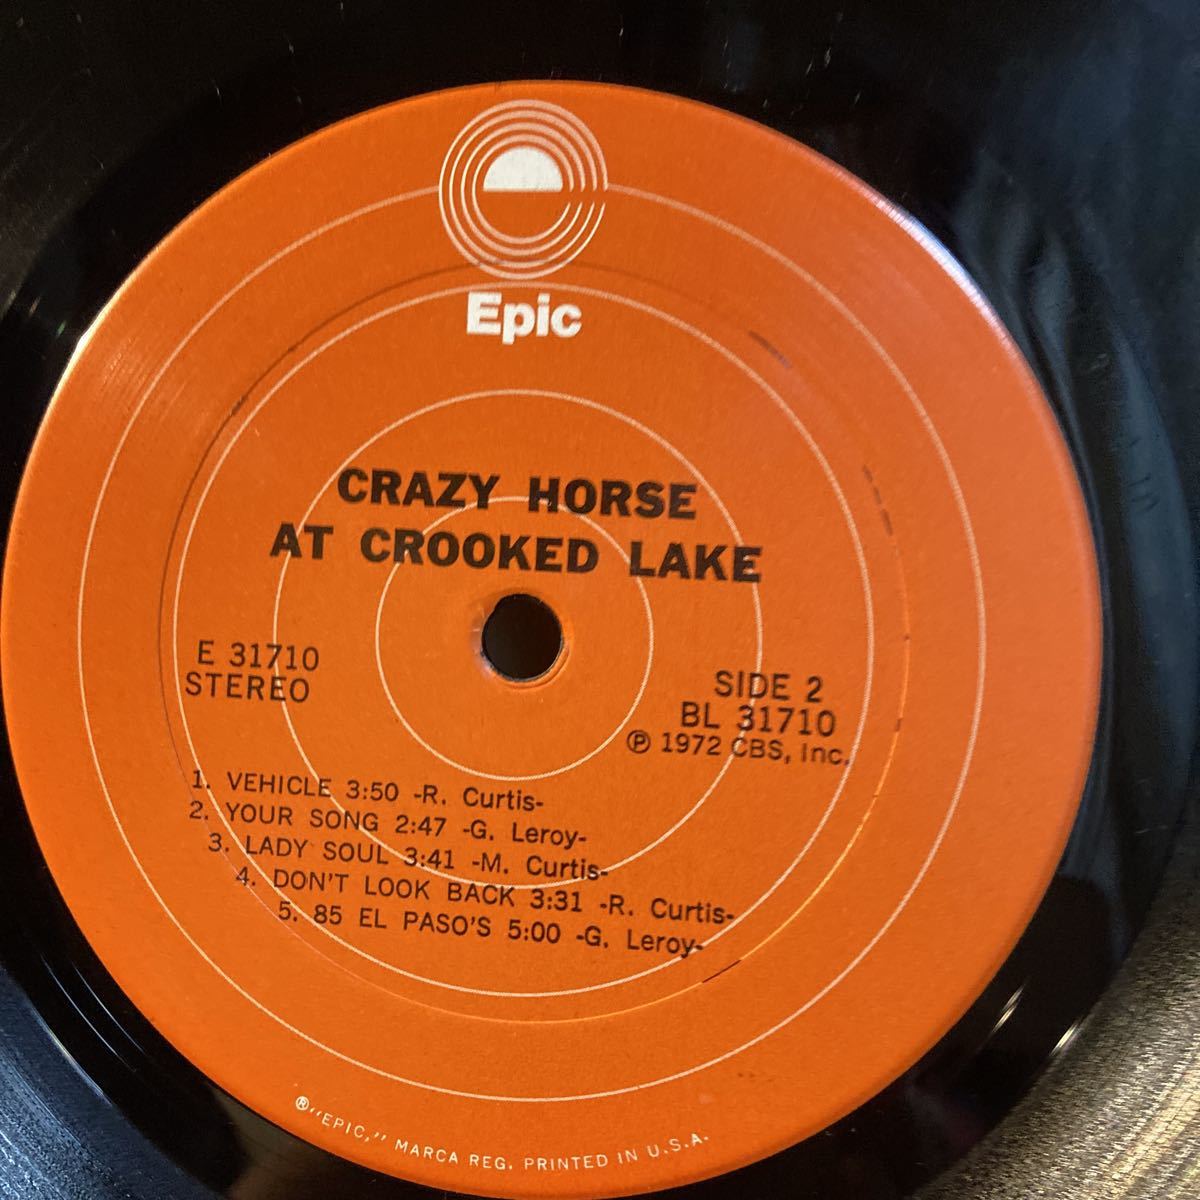 Epic
CRAZY HORSE
AT CROOKED LAKE
E 31710
STEREO
SIDE 2
BL 31710
℗ 1972 CBS, Inc.
1. VEHICLE 3:50 -R. Curtis-
2. YOUR SONG 2:47 -G. Leroy-
3. LADY SOUL 3:41 -M. Curtis-
4. DON'T LOOK BACK 3:31 -R. Curtis-
5. 85 EL PASO'S 5:00 -G. Leroy-
®"EPIC," MARCA REG. PRINTED IN U.S.A.